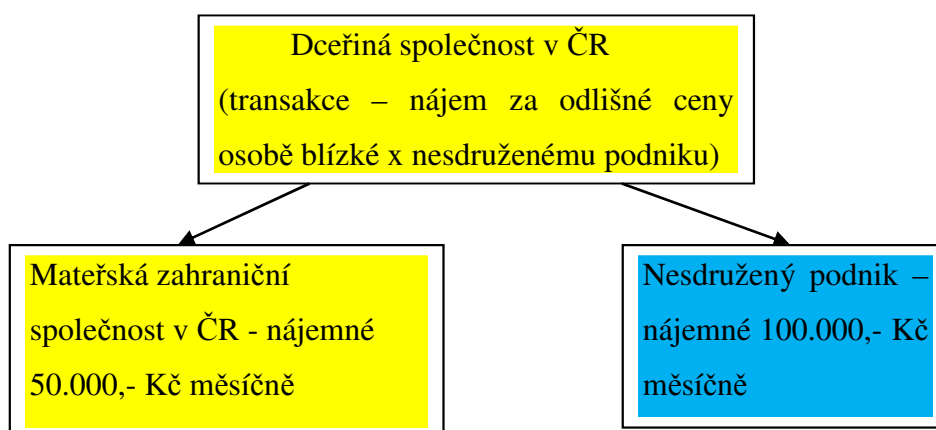 Dceřiná společnost v ČR
(transakce – nájem za odlišné ceny
osobě blízké x nesdruženému podniku)
Mateřská zahraniční
společnost v ČR - nájemné
50.000,- Kč měsíčně
Nesdružený podnik –
nájemné 100.000,- Kč
měsíčně